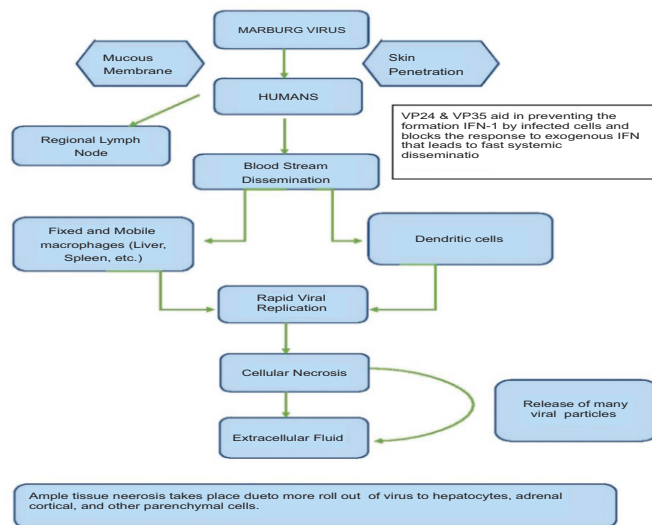 MARBURG VIRUS
Mucous
Membrane
Skin
Penetration
HUMANS
VP24 & VP35 aid in preventing the
formation IFN-1 by infected cells and
blocks the response to exogenous IFN
that leads to fast systemic
disseminatio
Regional Lymph
Node
Blood Stream
Dissemination
Fixed and Mobile
macrophages (Liver,
Spleen, etc.)
Dendritic cells
Rapid Viral
Replication
Cellular Necrosis
Release of many
viral particles
Extracellular Fluid
Ample tissue neerosis takes place dueto more roll out of virus to hepatocytes, adrenal
cortical, and other parenchymal cells.